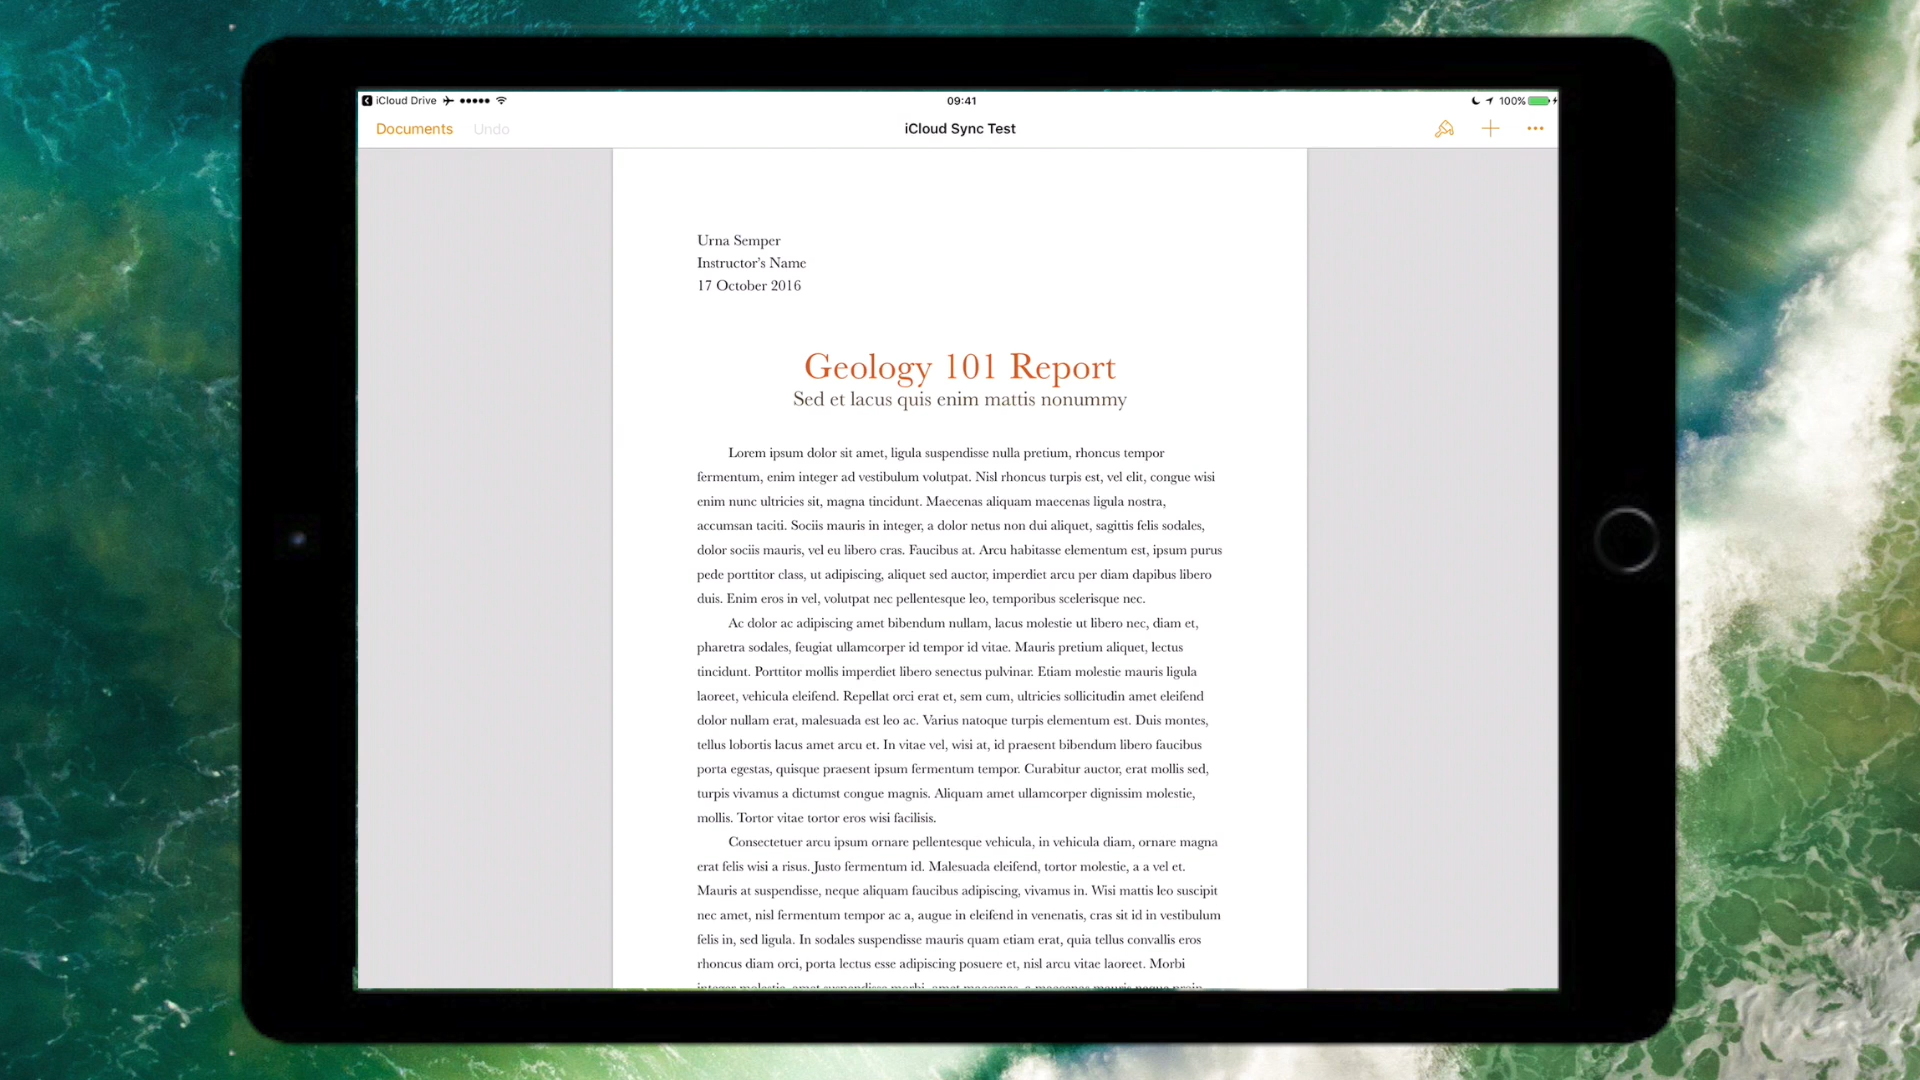 iCloud Drive
09:41
100%
Documents
Undo
iCloud Sync Test
Urna Semper
Instructor's Name
17 October 2016
Geology 101 Report
Sed et lacus quis enim mattis nonummy
Lorem ipsum dolor sit amet, ligula suspendisse nulla pretium, rhoncus tempor
fermentum, enim integer ad vestibulum volutpat. Nisl rhoncus turpis est, vel elit, congue wisi
enim nunc ultricies sit, magna tincidunt. Maecenas aliquam maecenas ligula nostra,
accumsan taciti. Sociis mauris in integer, a dolor netus non dui aliquet, sagittis felis sodales,
dolor sociis mauris, vel eu libero cras. Faucibus at. Arcu habitasse elementum est, ipsum purus
pede porttitor class, ut adipiscing, aliquet sed auctor, imperdiet arcu per diam dapibus libero
duis. Enim eros in vel, volutpat nec pellentesque leo, temporibus scelerisque nec.
Ac dolor ac adipiscing amet bibendum nullam, lacus molestie ut libero nec, diam et,
pharetra sodales, feugiat ullamcorper id tempor id vitae. Mauris pretium aliquet, lectus
tincidunt. Porttitor mollis imperdiet libero senectus pulvinar. Etiam molestie mauris ligula
laoreet, vehicula eleifend. Repellat orci erat et, sem cum, ultricies sollicitudin amet eleifend
dolor nullam erat, malesuada est leo ac. Varius natoque turpis elementum est. Duis montes,
tellus lobortis lacus amet arcu et. In vitae vel, wisi at, id praesent bibendum libero faucibus
porta egestas, quisque praesent ipsum fermentum tempor. Curabitur auctor, erat mollis sed,
turpis vivamus a dictumst congue magnis. Aliquam amet ullamcorper dignissim molestie,
mollis. Tortor vitae tortor eros wisi facilisis.
Consectetuer arcu ipsum ornare pellentesque vehicula, in vehicula diam, ornare magna
erat felis wisi a risus. Justo fermentum id. Malesuada eleifend, tortor molestie, a a vel et.
Mauris at suspendisse, neque aliquam faucibus adipiscing, vivamus in. Wisi mattis leo suscipit
nec amet, nisl fermentum tempor ac a, augue in eleifend in venenatis, cras sit id in vestibulum
felis in, sed ligula. In sodales suspendisse mauris quam etiam erat, quia tellus convallis eros
rhoncus diam orci, porta lectus esse adipiscing posuere et, nisl arcu vitae laoreet. Morbi